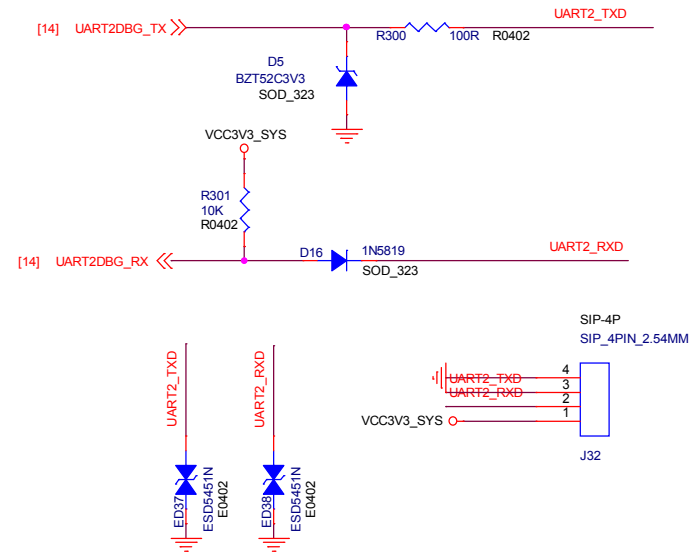 [14] UART2DBG_TX
R300
100R
R0402
UART2_TXD
D5
BZT52C3V3
SOD_323
VCC3V3_SYS
R301
10K
R0402
[14] UART2DBG_RX
D16
1N5819
SOD_323
UART2_RXD
UART2_TXD
ED37
ESD5451N
E0402
UART2_RXD
ED38
ESD5451N
E0402
SIP-4P
SIP_4PIN_2.54MM
4
UART2_TXD
3
UART2_RXD
2
VCC3V3_SYS
1
J32